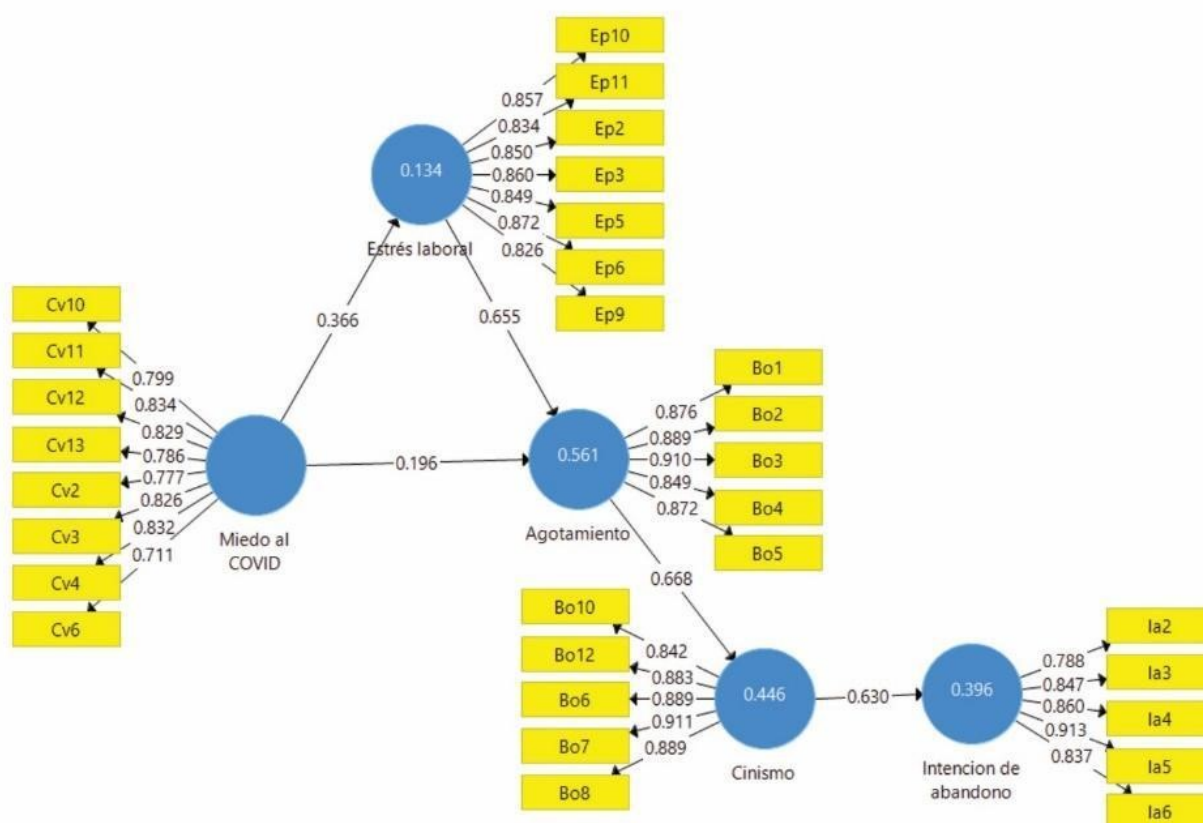 Ep10
Ep11
Ep2
Ep3
Ep5
Ep6
Ep9
0.857
0.834
0.850
0.860
0.849
0.872
0.826
0.134
Estrés laboral
0.366
0.655
Cv10
Cv11
Cv12
Cv13
Cv2
Cv3
Cv4
Cv6
0.799
0.834
0.829
0.786
0.777
0.826
0.832
0.711
Miedo al
COVID
0.196
0.561
Agotamiento
0.876
0.889
0.910
0.849
0.872
Bo1
Bo2
Bo3
Bo4
Bo5
0.668
Bo10
Bo12
Bo6
Bo7
Bo8
0.842
0.883
0.889
0.911
0.889
0.446
Cinismo
0.630
0.396
Intencion de
abandono
0.788
0.847
0.860
0.913
0.837
Ia2
Ia3
Ia4
Ia5
Ia6